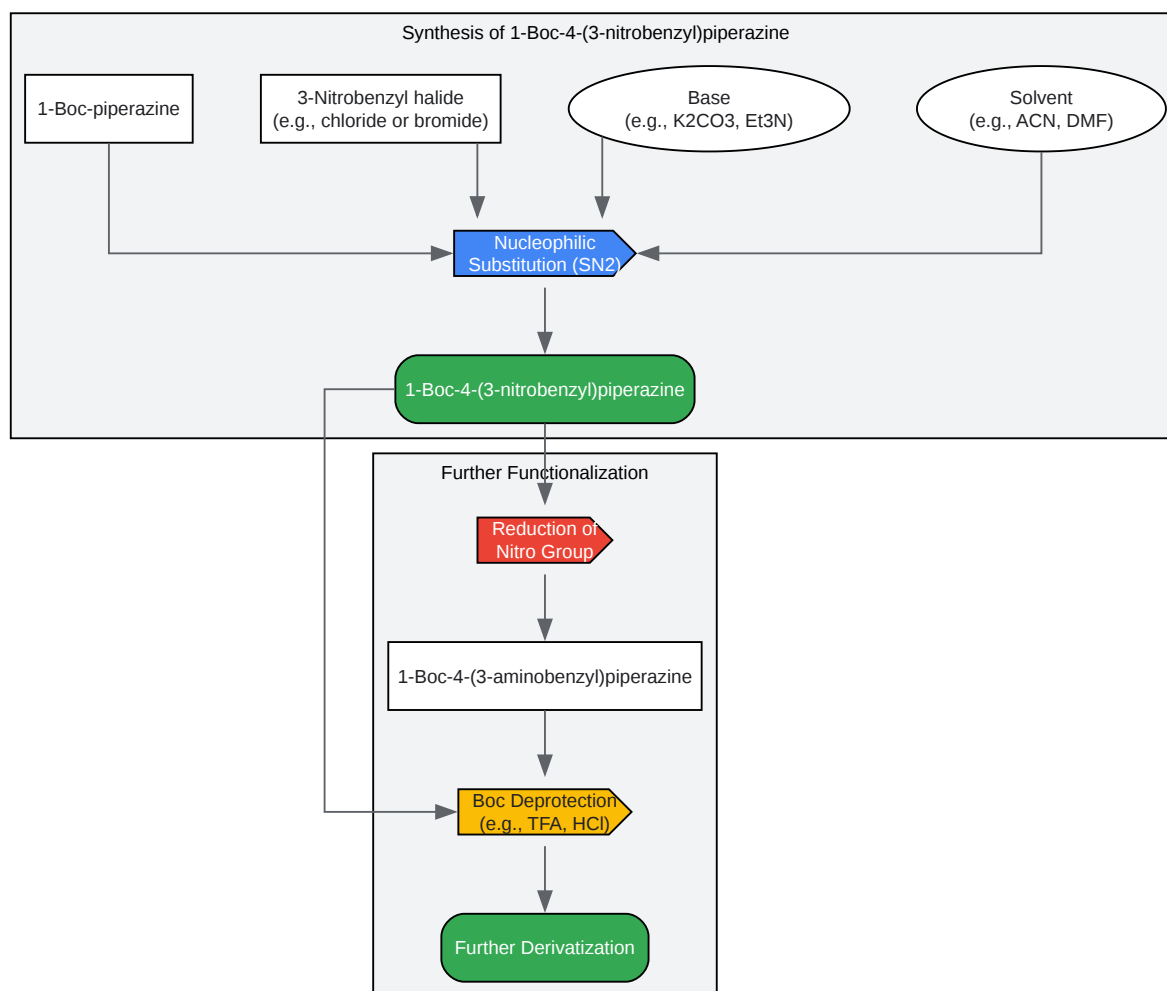 Synthesis of 1-Boc-4-(3-nitrobenzyl)piperazine
1-Boc-piperazine
3-Nitrobenzyl halide
(e.g., chloride or bromide)
Base
(e.g., K2CO3, Et3N)
Solvent
(e.g., ACN, DMF)
Nucleophilic
Substitution (SN2)
1-Boc-4-(3-nitrobenzyl)piperazine
Further Functionalization
Reduction of
Nitro Group
1-Boc-4-(3-aminobenzyl)piperazine
Boc Deprotection
(e.g., TFA, HCl)
Further Derivatization